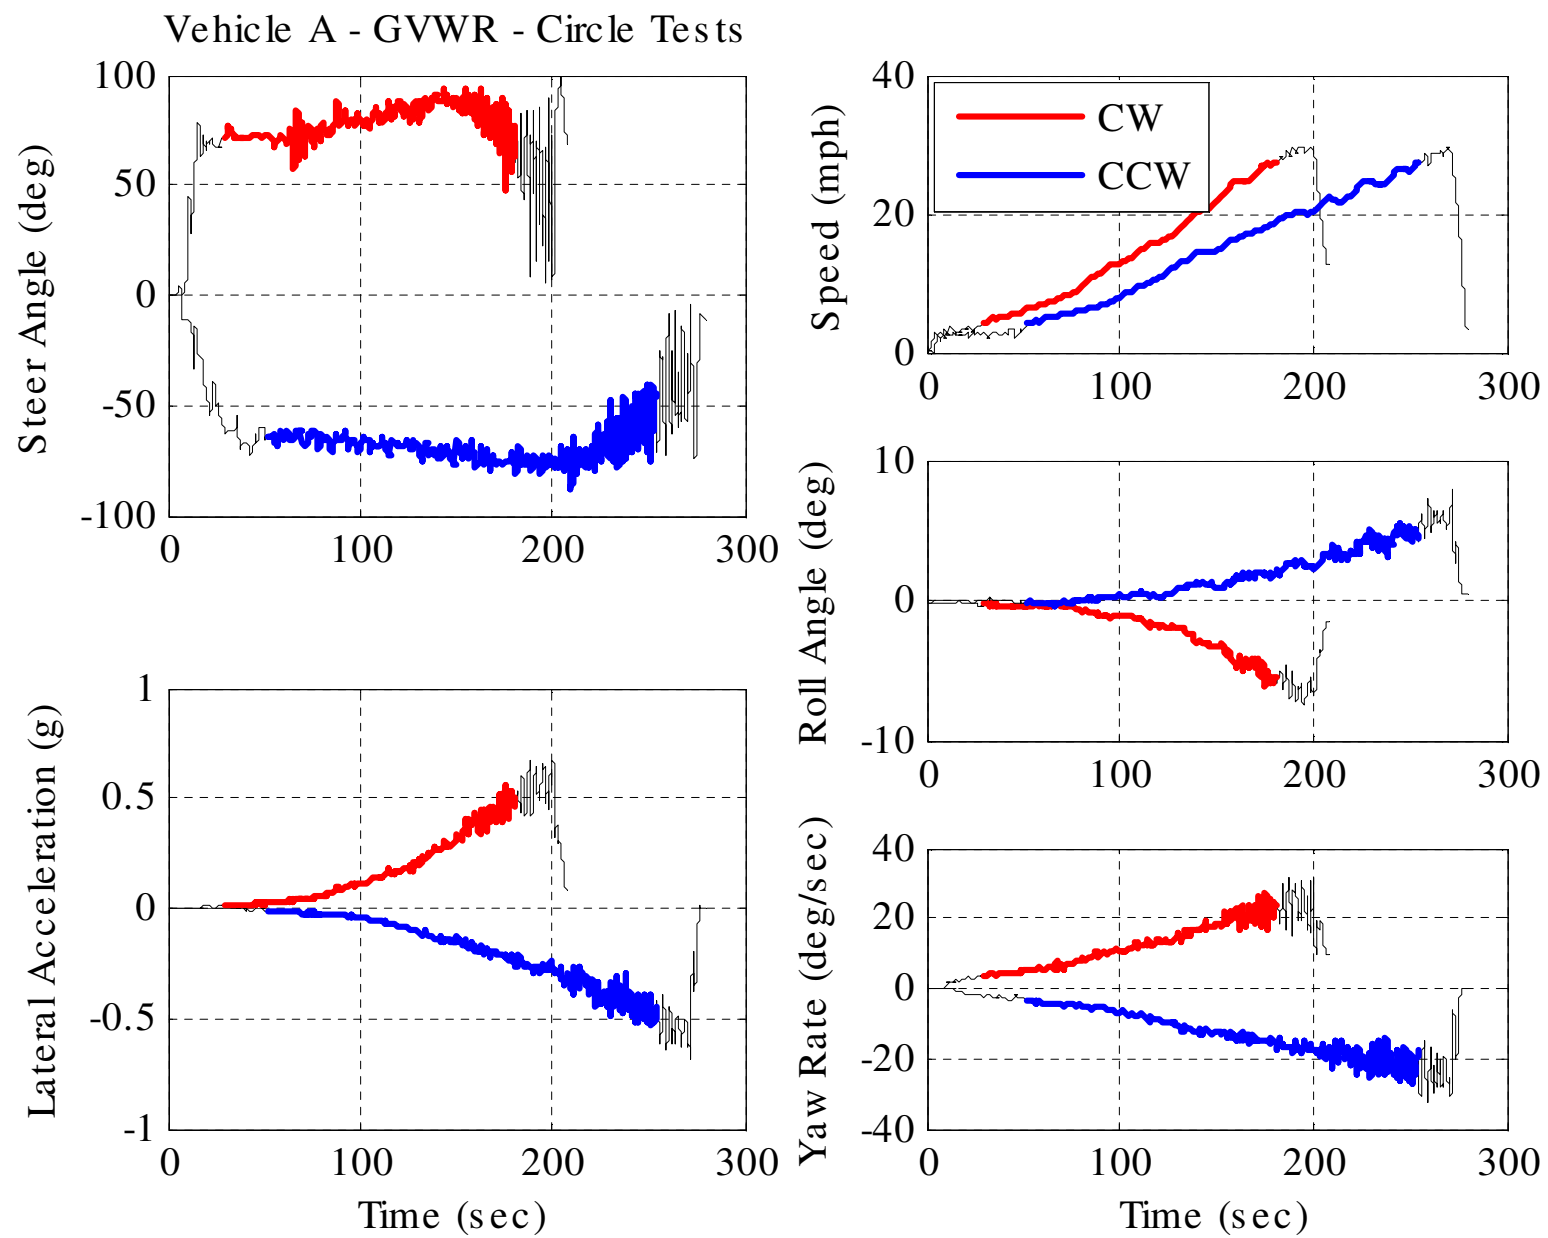 Vehicle A - GVWR - Circle Tests
Steer Angle (deg)
100
50
0
-50
-100
0 100 200 300
Speed (mph)
40
20
0
CW
CCW
0 100 200 300
Roll Angle (deg)
10
0
-10
0 100 200 300
Lateral Acceleration (g)
1
0.5
0
-0.5
-1
0 100 200 300
Time (sec)
Yaw Rate (deg/sec)
40
20
0
-20
-40
0 100 200 300
Time (sec)